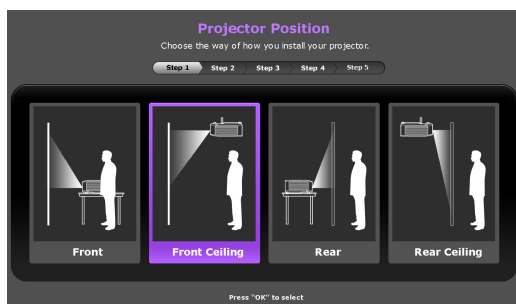 Projector Position
Choose the way of how you install your projector.
Step 1 Step 2 Step 3 Step 4 Step 5
Front Front Ceiling Rear Rear Ceiling
Press "OK" to select